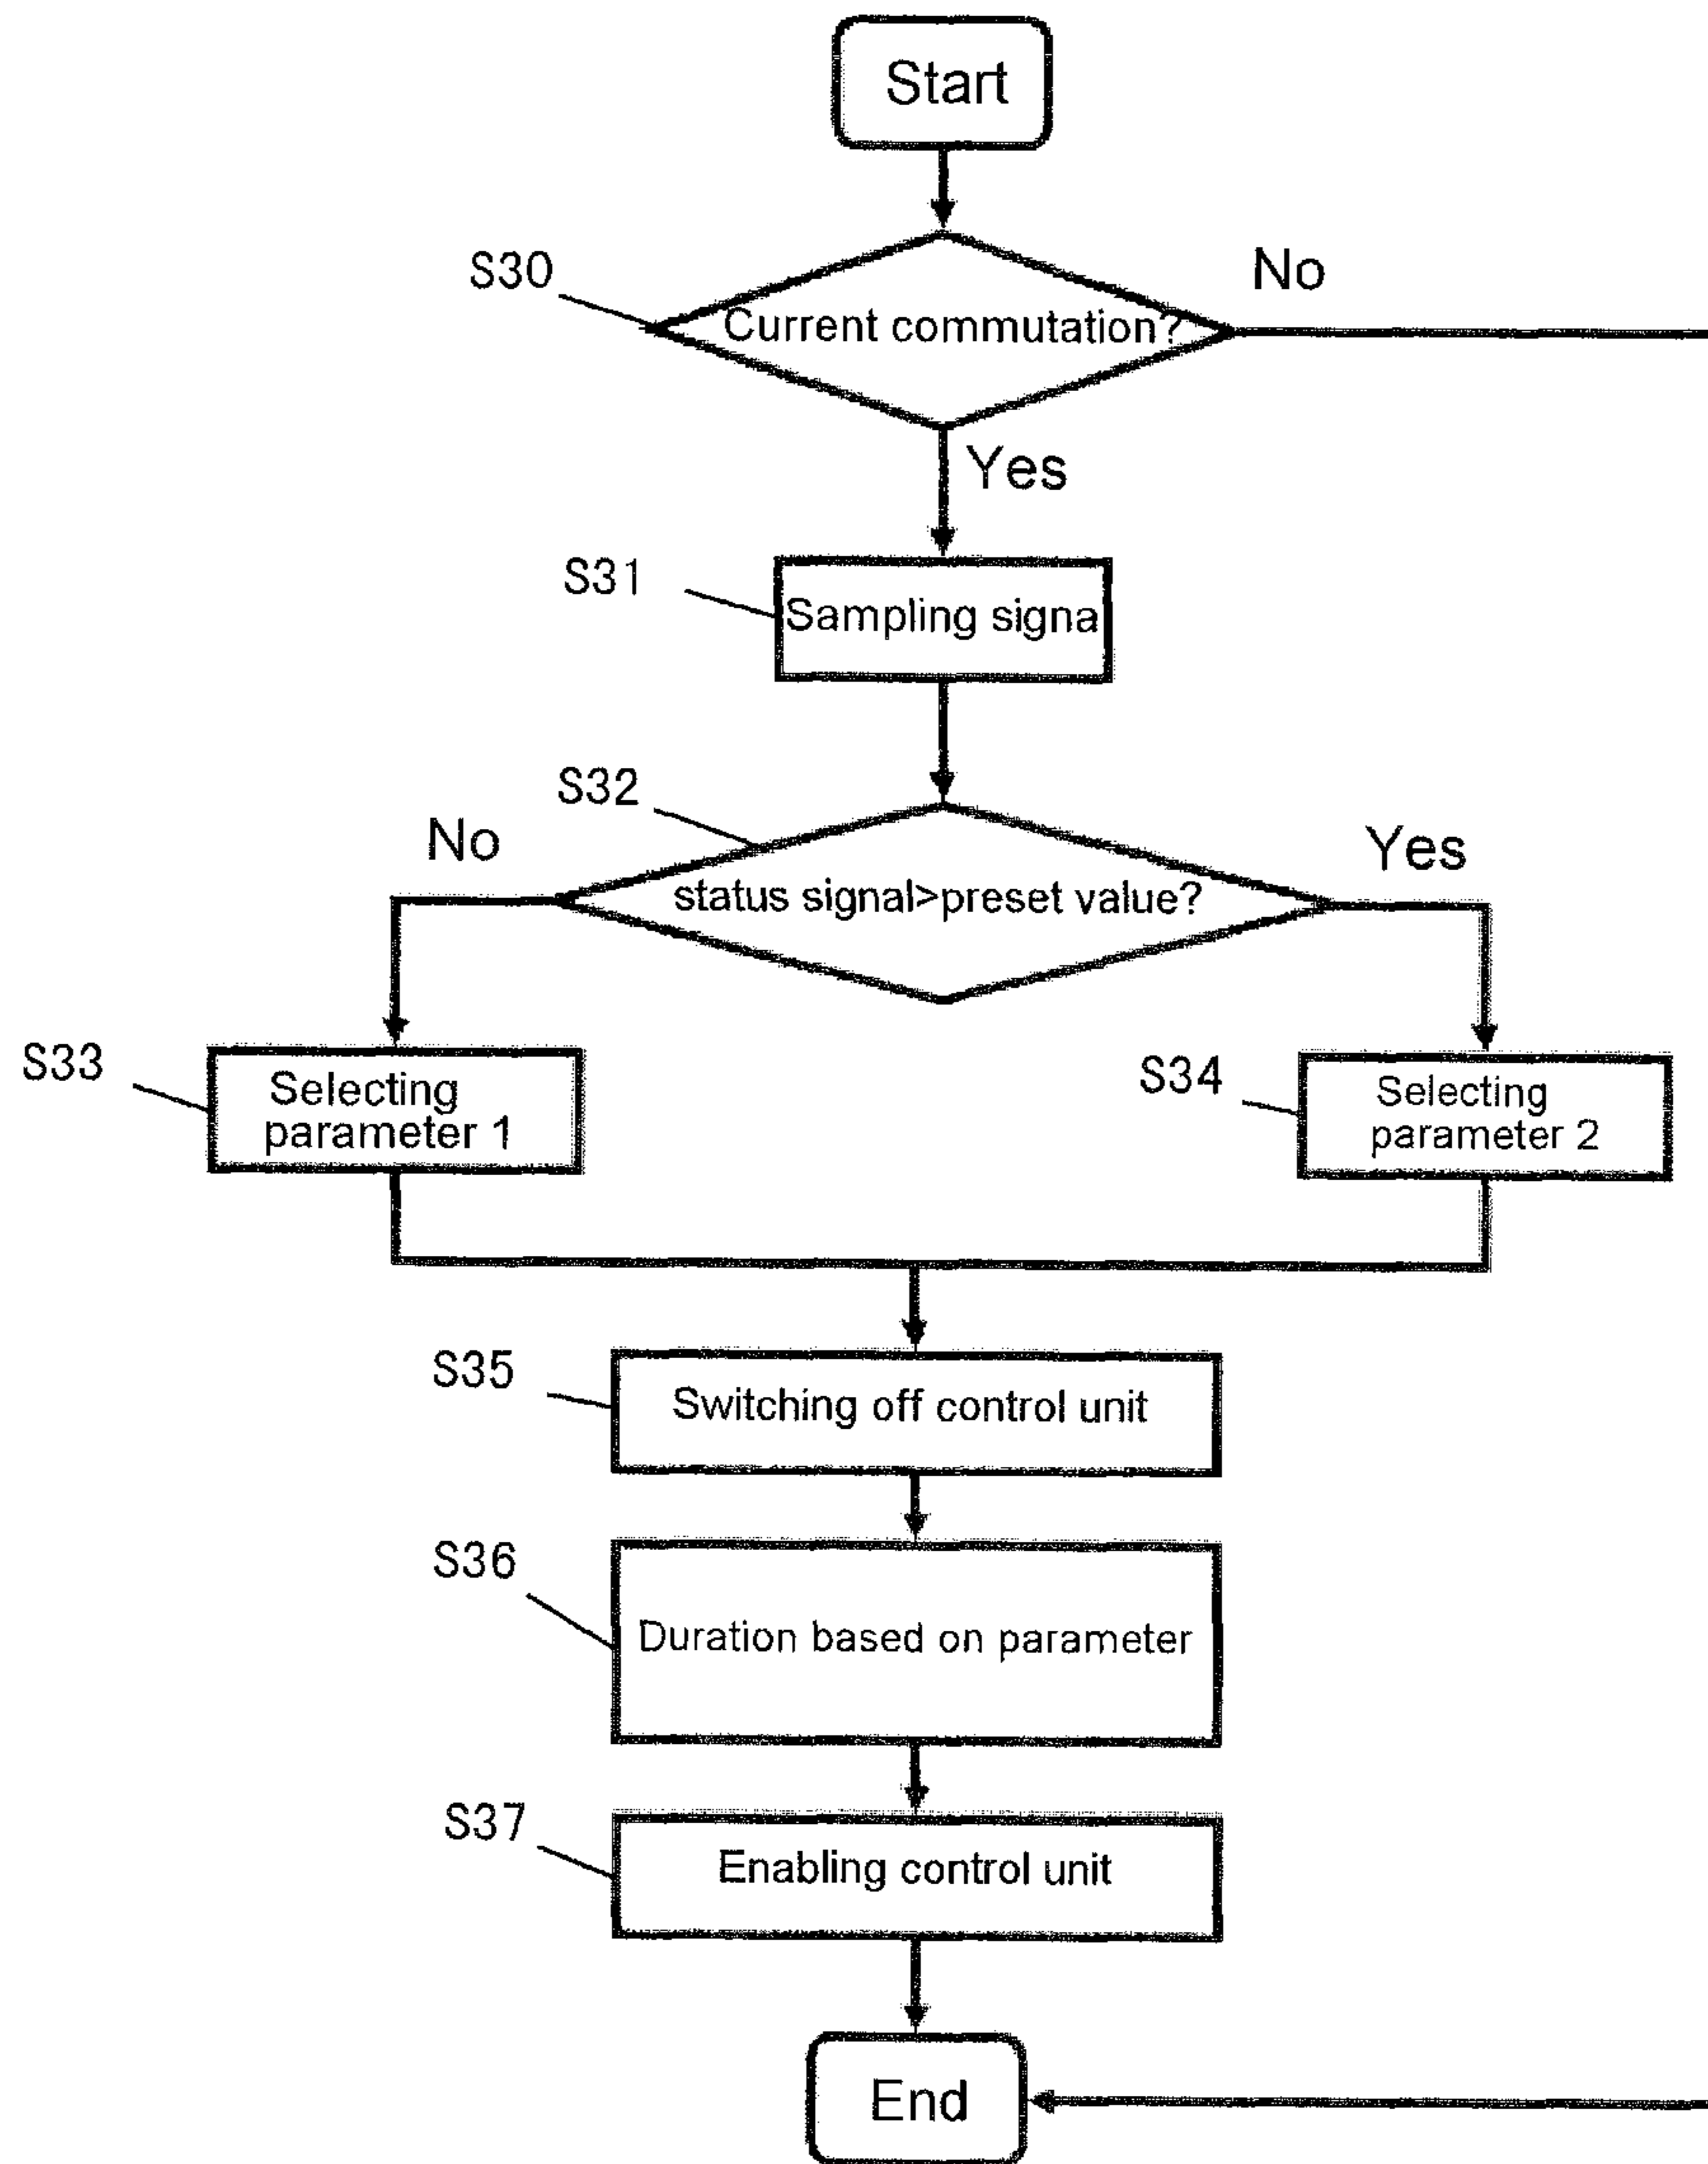 Start
S30
No
Current commutation?
Yes
S31
Sampling signa
S32
No
Yes
status signal>preset value?
S33
Selecting
parameter 1
S34
Selecting
parameter 2
S35
Switching off control unit
S36
Duration based on parameter
S37
Enabling control unit
End